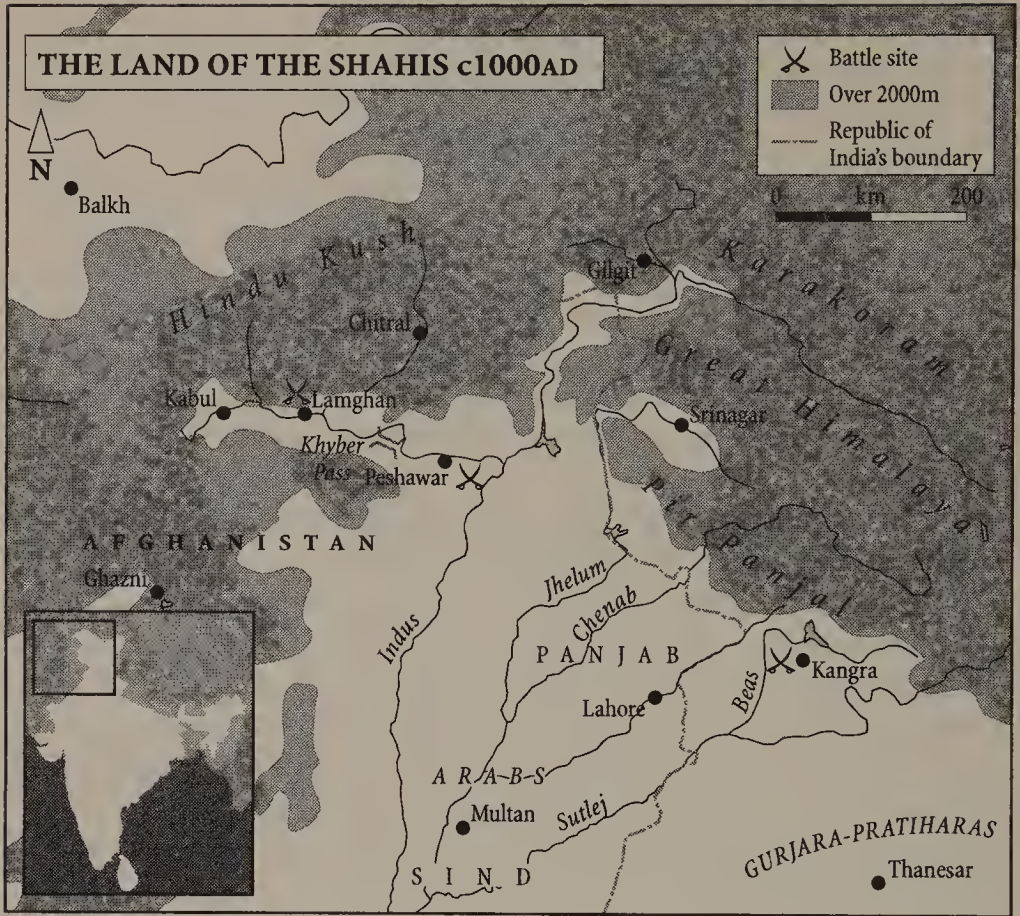 THE LAND OF THE SHAHIS c1000AD
Battle site
Over 2000m
Republic of
India's boundary
0 km 200
N
Balkh
Hindu Kush
Gilgit
Karakoram
Chitral
Great Himalaya
Kabul
Lamghan
Srinagar
Khyber
Pass
Peshawar
Pir Panjal
AFGHANISTAN
Ghazni
Jhelum
Chenab
Indus
PANJAB
Kangra
Beas
Lahore
ARABS
Multan
Sutlej
SIND
GURJARA-PRATIHARAS
Thanesar